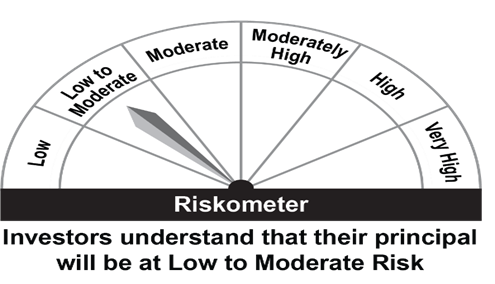 Low
Low to
Moderate
Moderate
Moderately
High
High
Very High
Riskometer
Investors understand that their principal
will be at Low to Moderate Risk